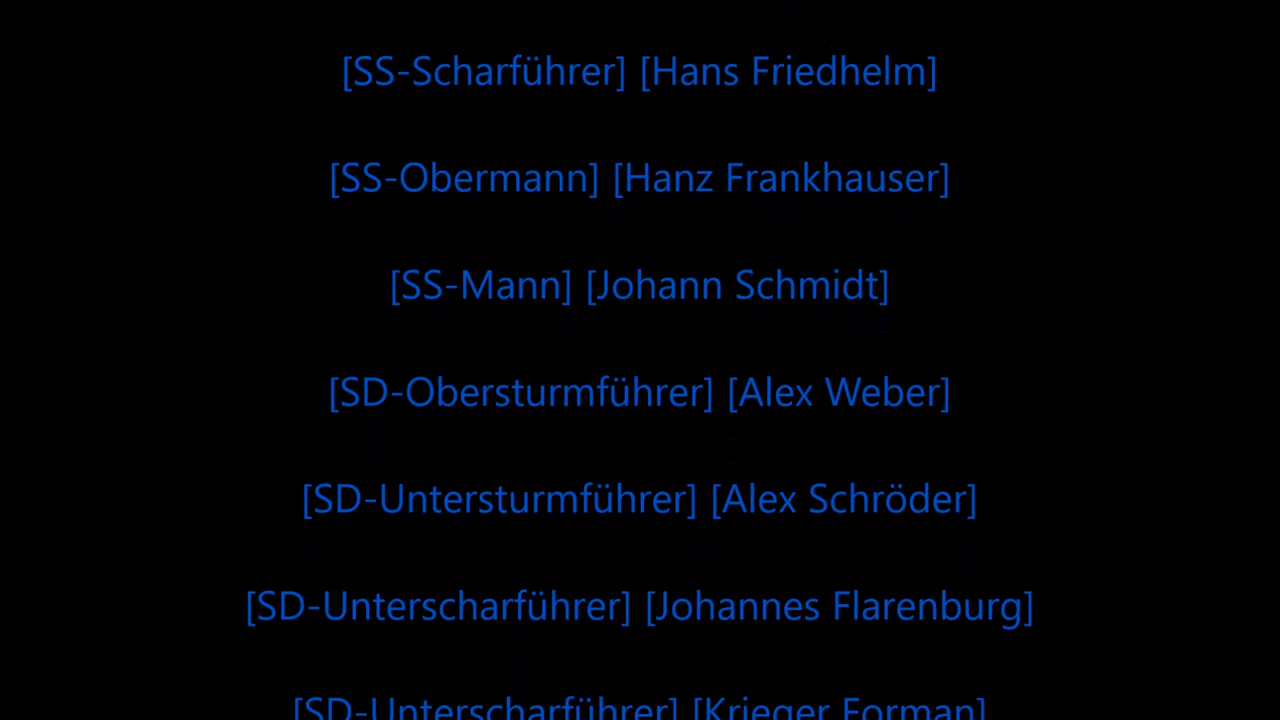 [SS-Scharführer] [Hans Friedhelm]
[SS-Obermann] [Hanz Frankhauser]
[SS-Mann] [Johann Schmidt]
[SD-Obersturmführer] [Alex Weber]
[SD-Untersturmführer] [Alex Schröder]
[SD-Unterscharführer] [Johannes Flarenburg]
[SD-Unterscharführer] [Krieger Forman]